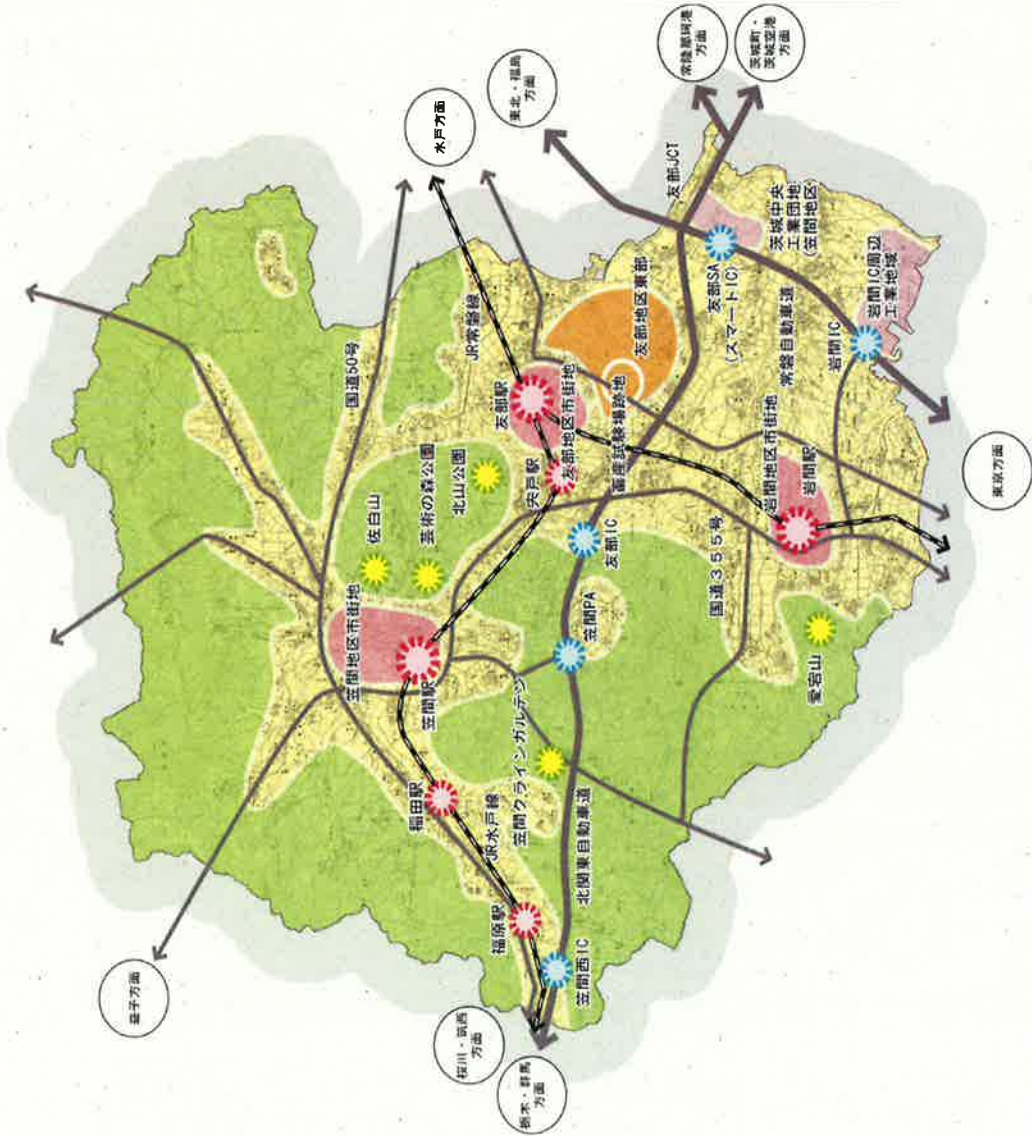 水戸方面
東北・福島
方面
常陸那珂港
方面
茨城町・
茨城空港
方面
国道50号
JR常磐線
友部JCT
佐白山
芸術の森公園
北山公園
友部駅
友部地区市街地
宍戸駅
畜産試験場跡地
友部地区東部
友部SA
(スマートIC)
茨城中央
工業団地
(笠間地区)
常磐自動車道
岩間IC
岩間IC周辺
工業地域
笠間地区市街地
笠間駅
友部IC
笠間PA
国道355号
岩間地区市街地
岩間駅
東京方面
愛宕山
稲田駅
JR水戸線
笠間クラインガルテン
北関東自動車道
福原駅
笠間西IC
益子方面
桜川・筑西
方面
栃木・群馬
方面